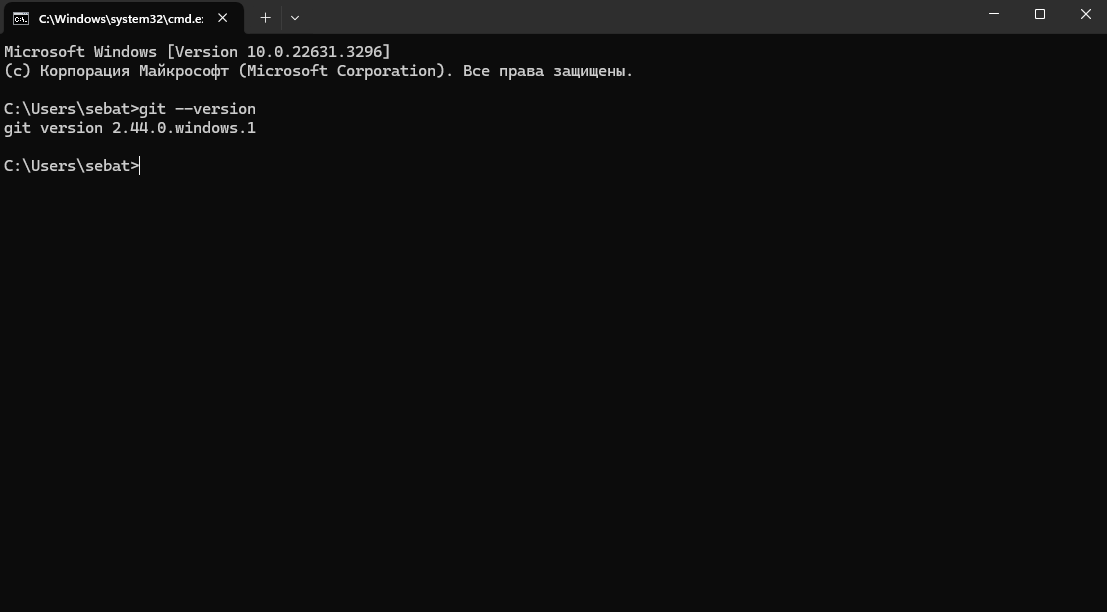 C:\Windows\system32\cmd.e
Microsoft Windows [Version 10.0.22631.3296]
(c) Корпорация Майкрософт (Microsoft Corporation). Все права защищены.
C:\Users\sebat>git --version
git version 2.44.0.windows.1
C:\Users\sebat>